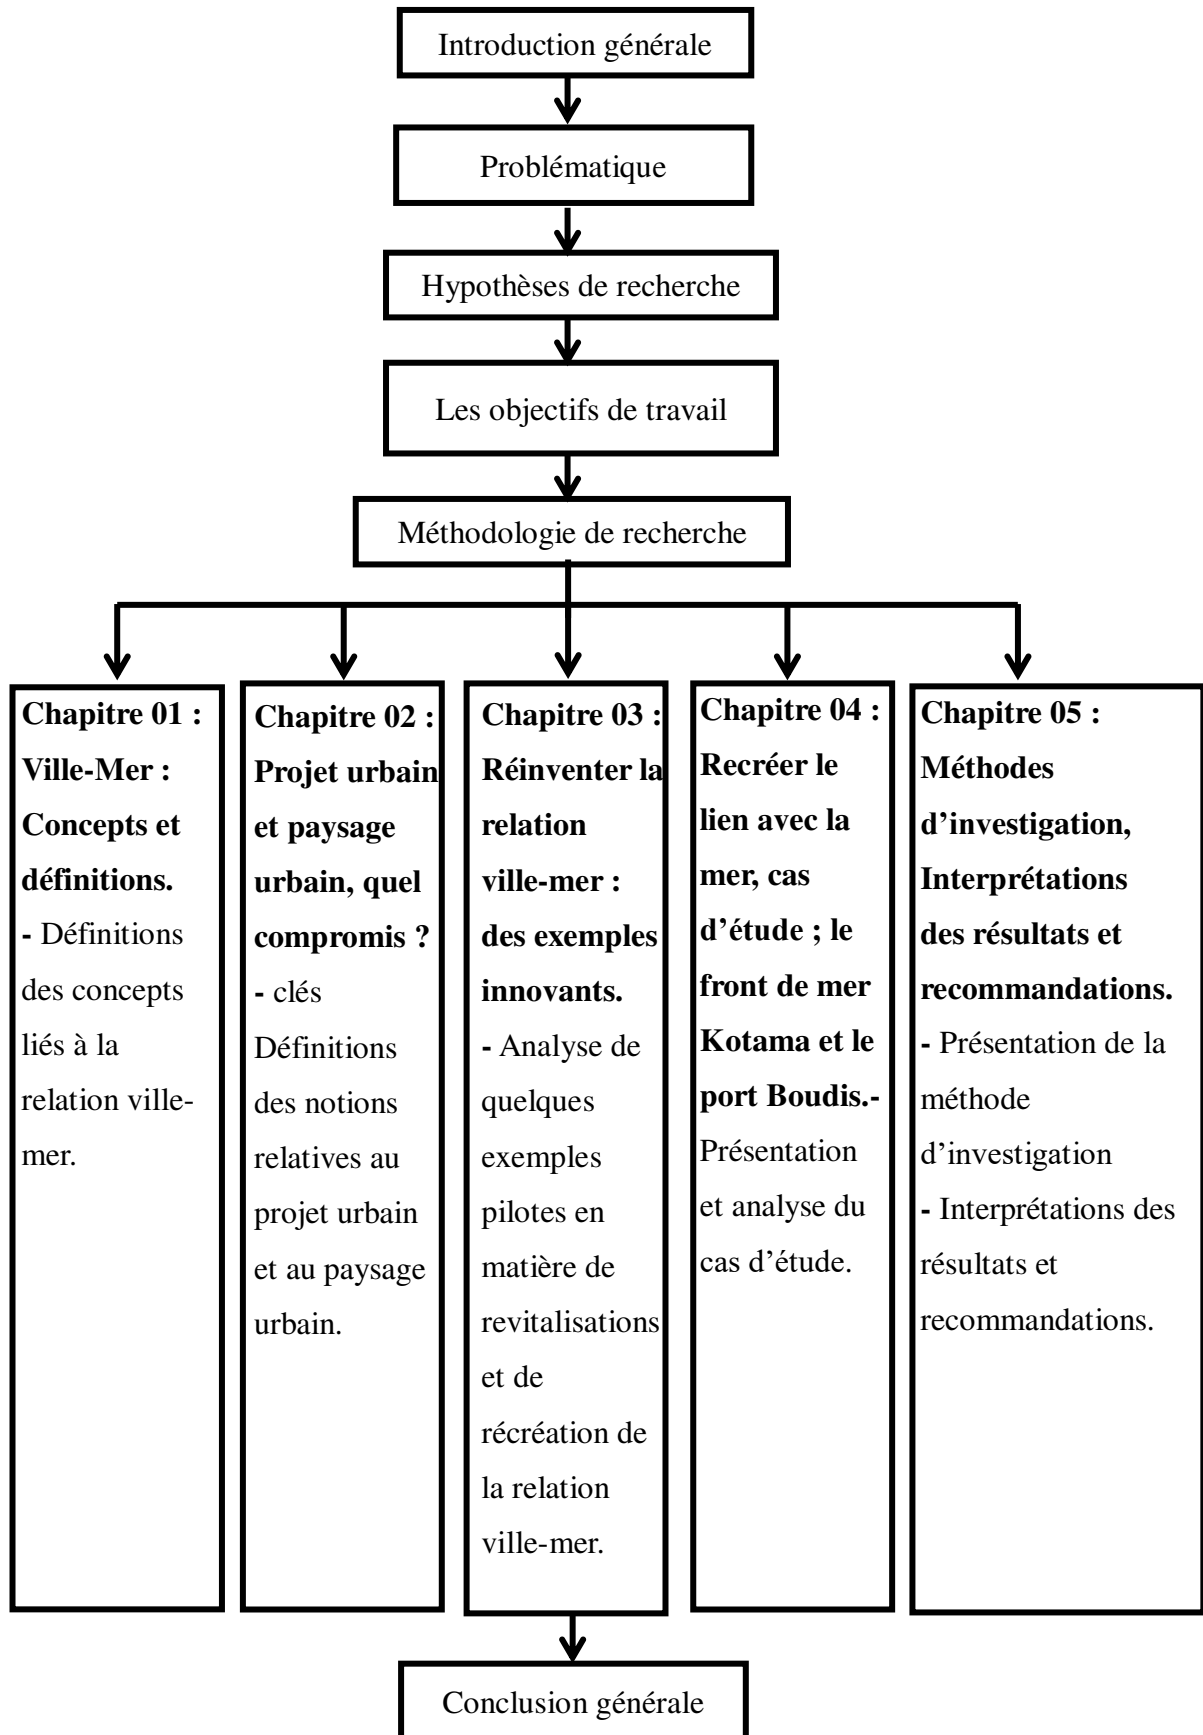 Introduction générale
Problématique
Hypothèses de recherche
Les objectifs de travail
Méthodologie de recherche
Chapitre 01 :
Ville-Mer :
Concepts et
définitions.
- Définitions
des concepts
liés à la
relation ville-
mer.
Chapitre 02 :
Projet urbain
et paysage
urbain, quel
compromis ?
- clés
Définitions
des notions
relatives au
projet urbain
et au paysage
urbain.
Chapitre 03 :
Réinventer la
relation
ville-mer :
des exemples
innovants.
- Analyse de
quelques
exemples
pilotes en
matière de
revitalisations
et de
récréation de
la relation
ville-mer.
Chapitre 04 :
Recréer le
lien avec la
mer, cas
d’étude ; le
front de mer
Kotama et le
port Boudis.-
Présentation
et analyse du
cas d’étude.
Chapitre 05 :
Méthodes
d’investigation,
Interprétations
des résultats et
recommandations.
- Présentation de la
méthode
d’investigation
- Interprétations des
résultats et
recommandations.
Conclusion générale